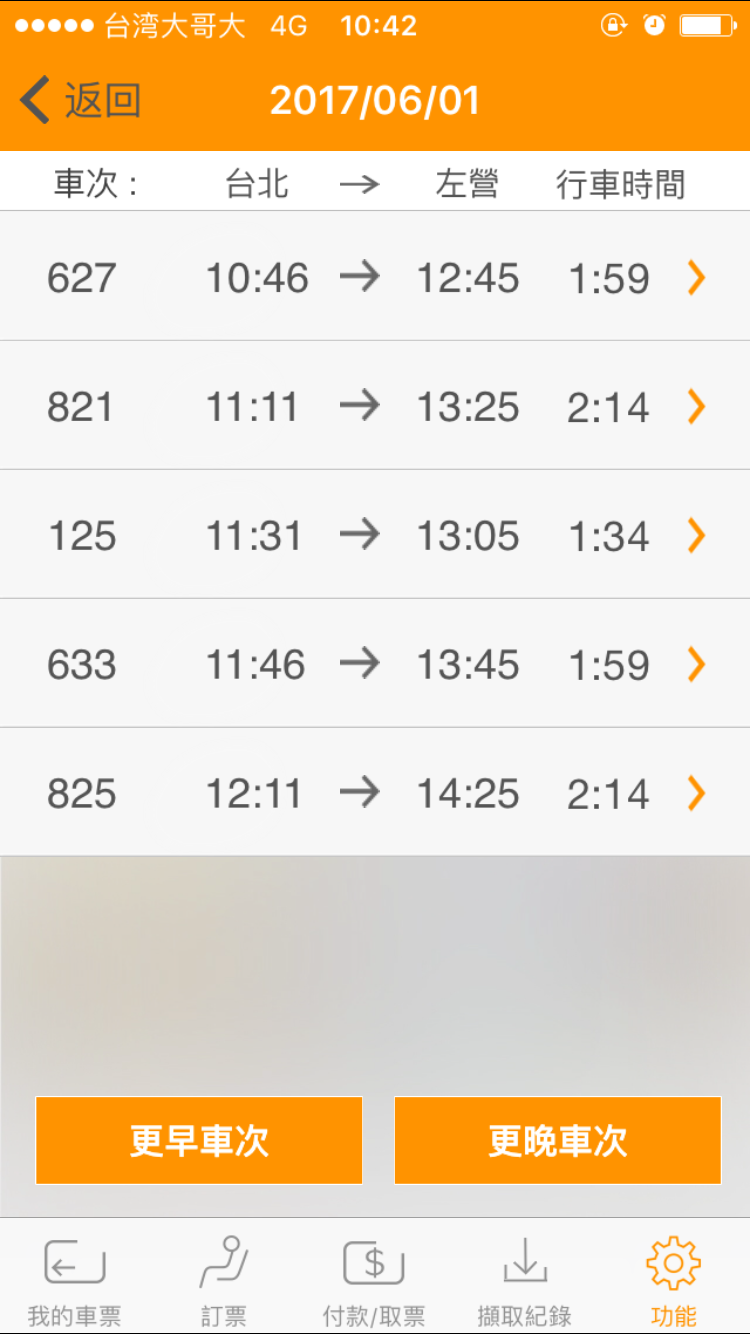 台湾大哥大 4G 10:42
返回 2017/06/01
車次： 台北 → 左營 行車時間
627 10:46 → 12:45 1:59
821 11:11 → 13:25 2:14
125 11:31 → 13:05 1:34
633 11:46 → 13:45 1:59
825 12:11 → 14:25 2:14
更早車次 更晚車次
我的車票 訂票 付款/取票 擷取紀錄 功能